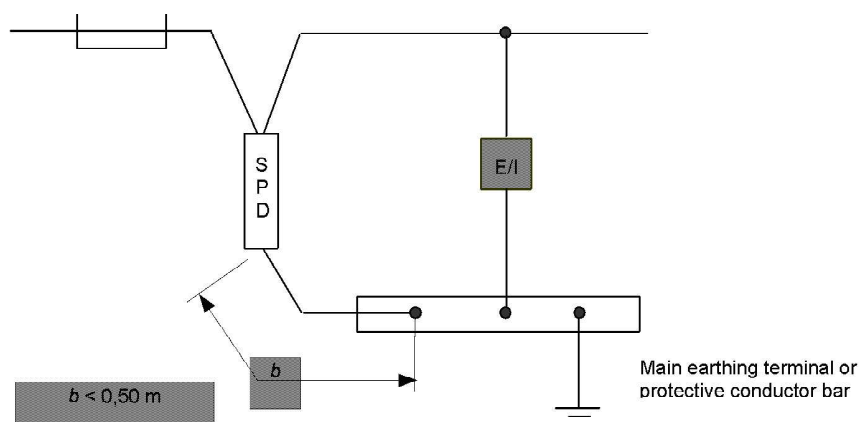 S
P
D
E/I
b
b < 0,50 m
Main earthing terminal or
protective conductor bar